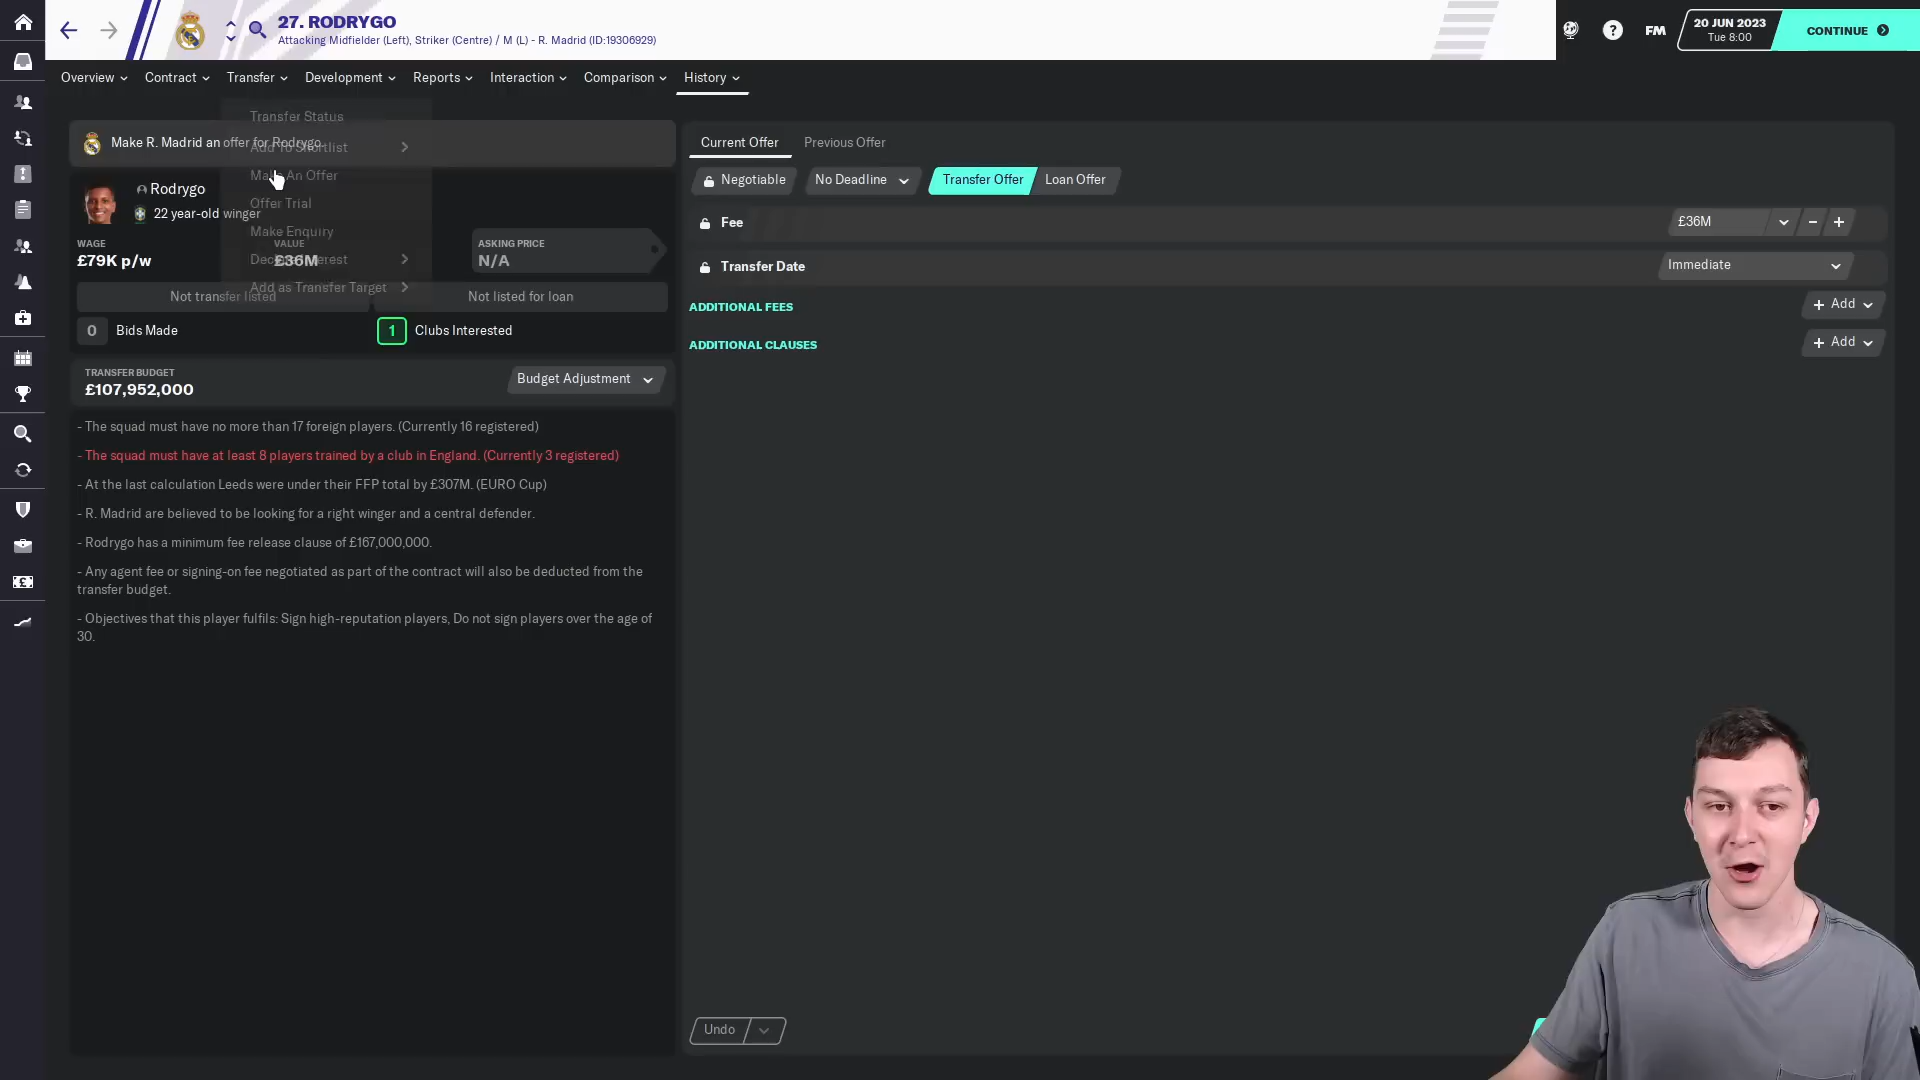 27. RODRYGO
Attacking Midfielder (Left), Striker (Centre) / M (L) - R. Madrid (ID:19306929)
FM
20 JUN 2023
Tue 8:00
CONTINUE
Overview
Contract
Transfer
Development
Reports
Interaction
Comparison
History
Transfer Status
Make R. Madrid an offer for Rodrygo
Add To Shortlist
Make An Offer
Rodrygo
Offer Trial
22 year-old winger
Make Enquiry
WAGE
£79K p/w
VALUE
£36M
ASKING PRICE
N/A
Add as Transfer Target
Not transfer listed
Not listed for loan
0 Bids Made
1 Clubs Interested
TRANSFER BUDGET
£107,952,000
Budget Adjustment
- The squad must have no more than 17 foreign players. (Currently 16 registered)
- The squad must have at least 8 players trained by a club in England. (Currently 3 registered)
- At the last calculation Leeds were under their FFP total by £307M. (EURO Cup)
- R. Madrid are believed to be looking for a right winger and a central defender.
- Rodrygo has a minimum fee release clause of £167,000,000.
- Any agent fee or signing-on fee negotiated as part of the contract will also be deducted from the
transfer budget.
- Objectives that this player fulfils: Sign high-reputation players, Do not sign players over the age of
30.
Current Offer
Previous Offer
Negotiable
No Deadline
Transfer Offer
Loan Offer
Fee
£36M
Transfer Date
Immediate
ADDITIONAL FEES
Add
ADDITIONAL CLAUSES
Add
Undo